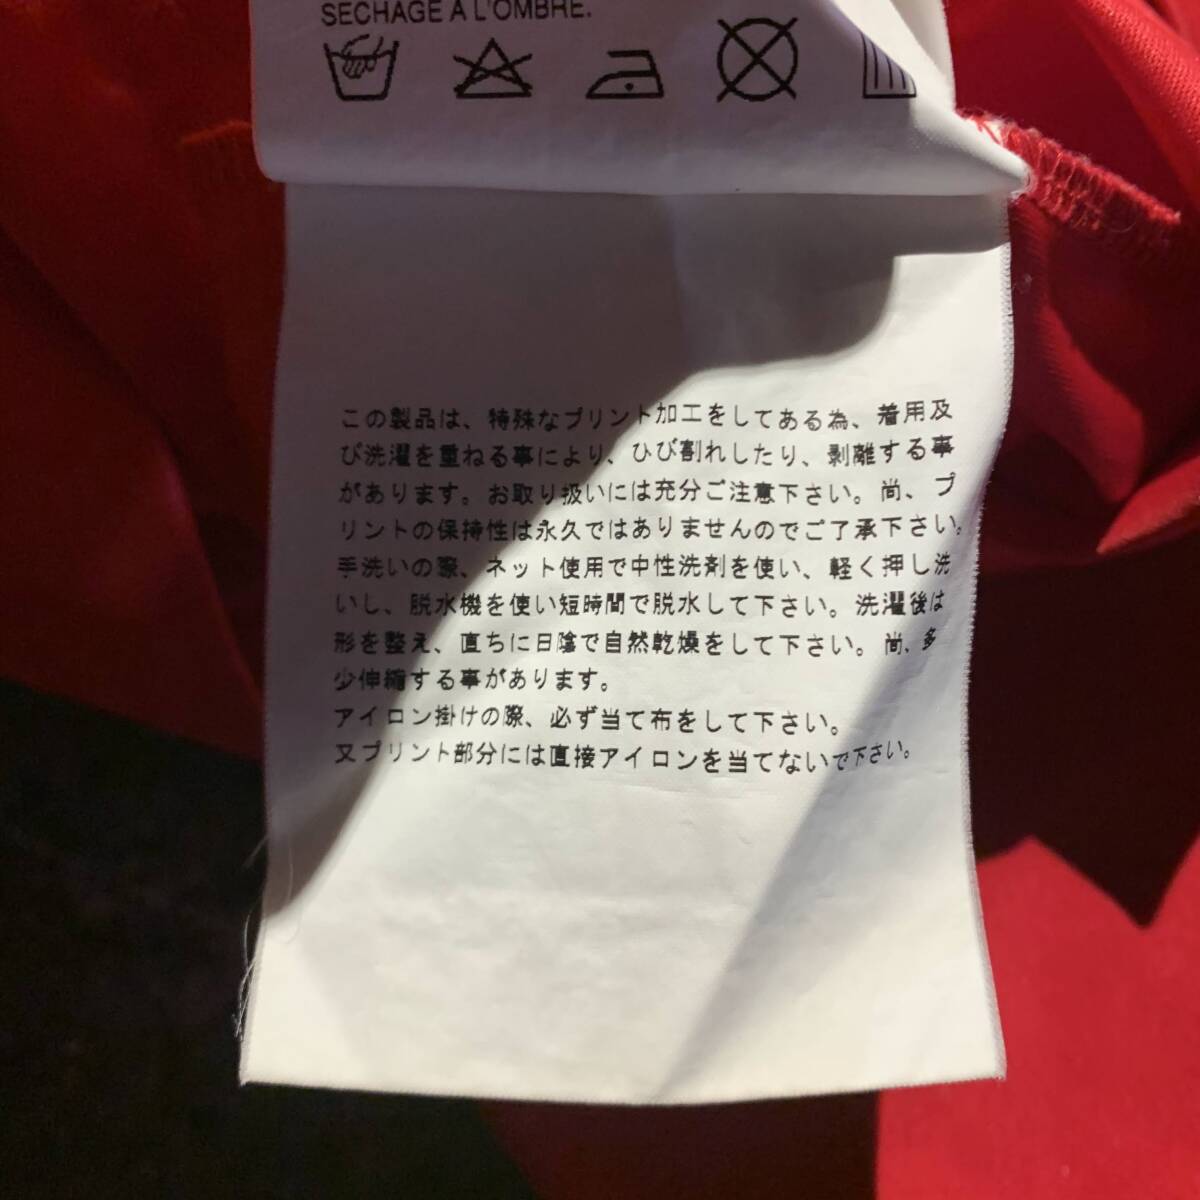 SECHAGE A L'OMBRE.
この製品は、特殊なプリント加工をしてある為、着用及
び洗濯を重ねる事により、ひび割れしたり、剥離する事
があります。お取り扱いには充分ご注意下さい。尚、プ
リントの保持性は永久ではありませんのでご了承下さい。
手洗いの際、ネット使用で中性洗剤を使い、軽く押し洗
いし、脱水機を使い短時間で脱水して下さい。洗濯後は
形を整え、直ちに日陰で自然乾燥をして下さい。尚、多
少伸縮する事があります。
アイロン掛けの際、必ず当て布をして下さい。
又プリント部分には直接アイロンを当てないで下さい。